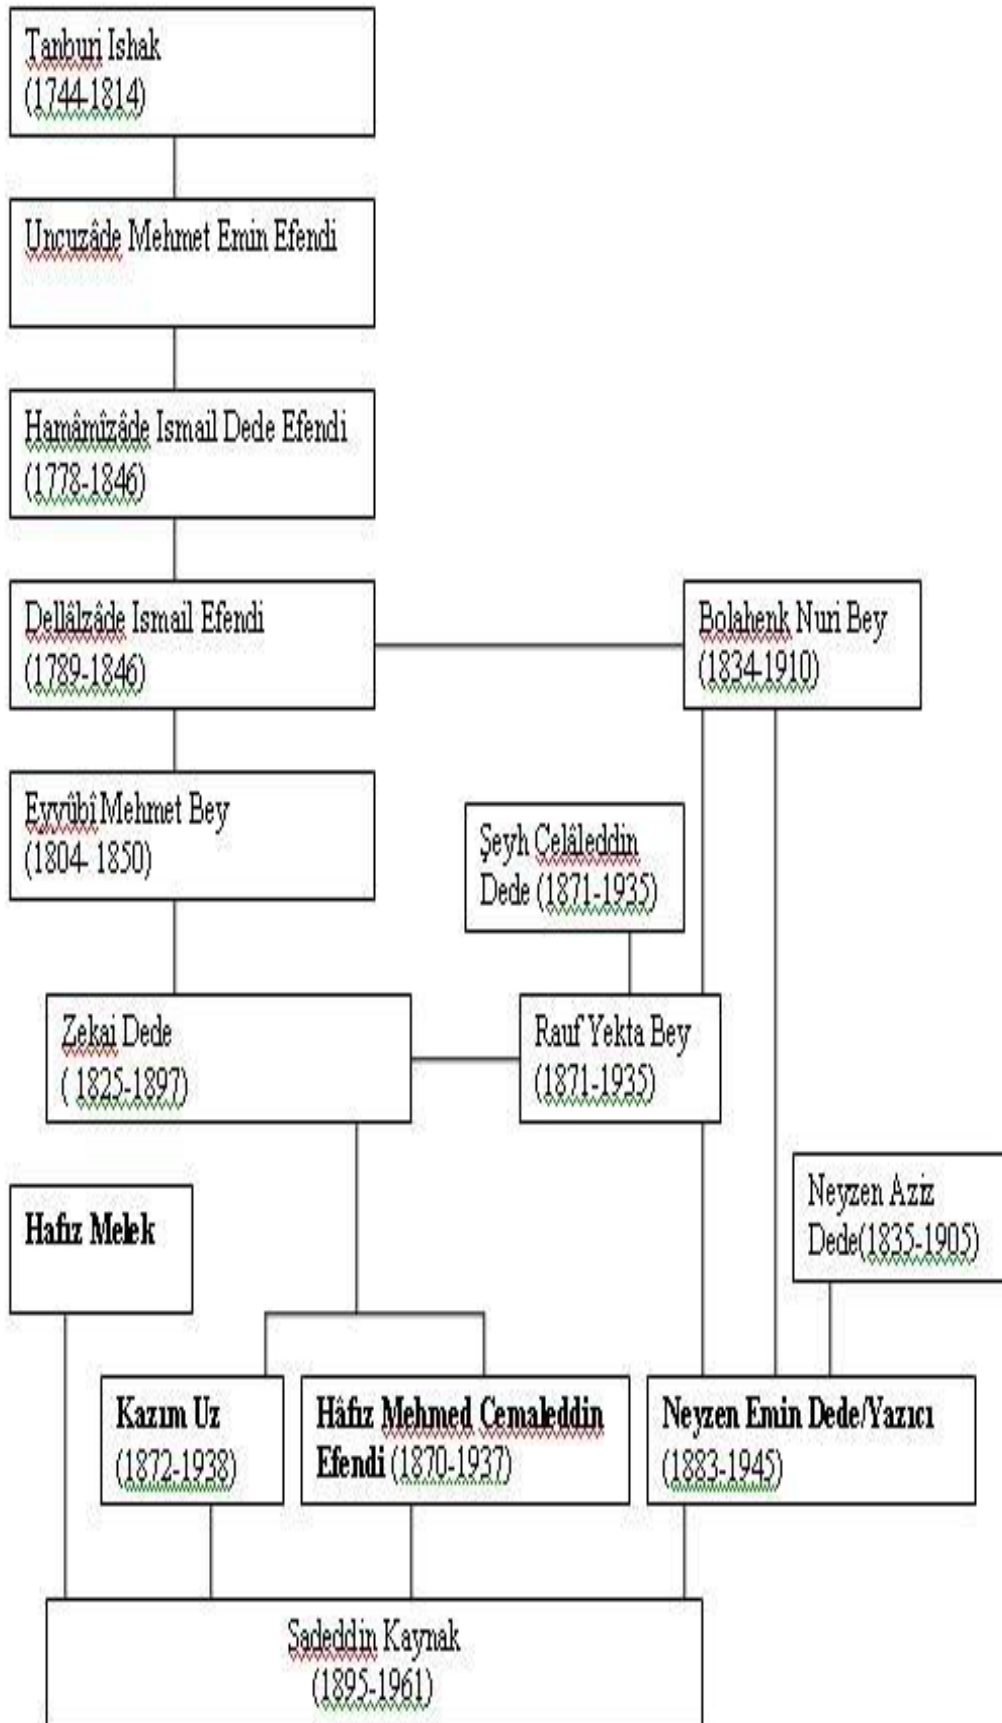 Tanburi Ishak
(1744-1814)
Uncuzâde Mehmet Emin Efendi
Hamâmîzâde Ismail Dede Efendi
(1778-1846)
Dellâlzâde Ismail Efendi
(1789-1846)
Bolahenk Nuri Bey
(1834-1910)
Eyyûbî Mehmet Bey
(1804- 1850)
Şeyh Celâleddin
Dede (1871-1935)
Zekai Dede
( 1825-1897)
Rauf Yekta Bey
(1871-1935)
Neyzen Aziz
Dede(1835-1905)
Hafız Melek
Kazım Uz
(1872-1938)
Hâfız Mehmed Cemaleddin
Efendi (1870-1937)
Neyzen Emin Dede/Yazıcı
(1883-1945)
Sadeddin Kaynak
(1895-1961)